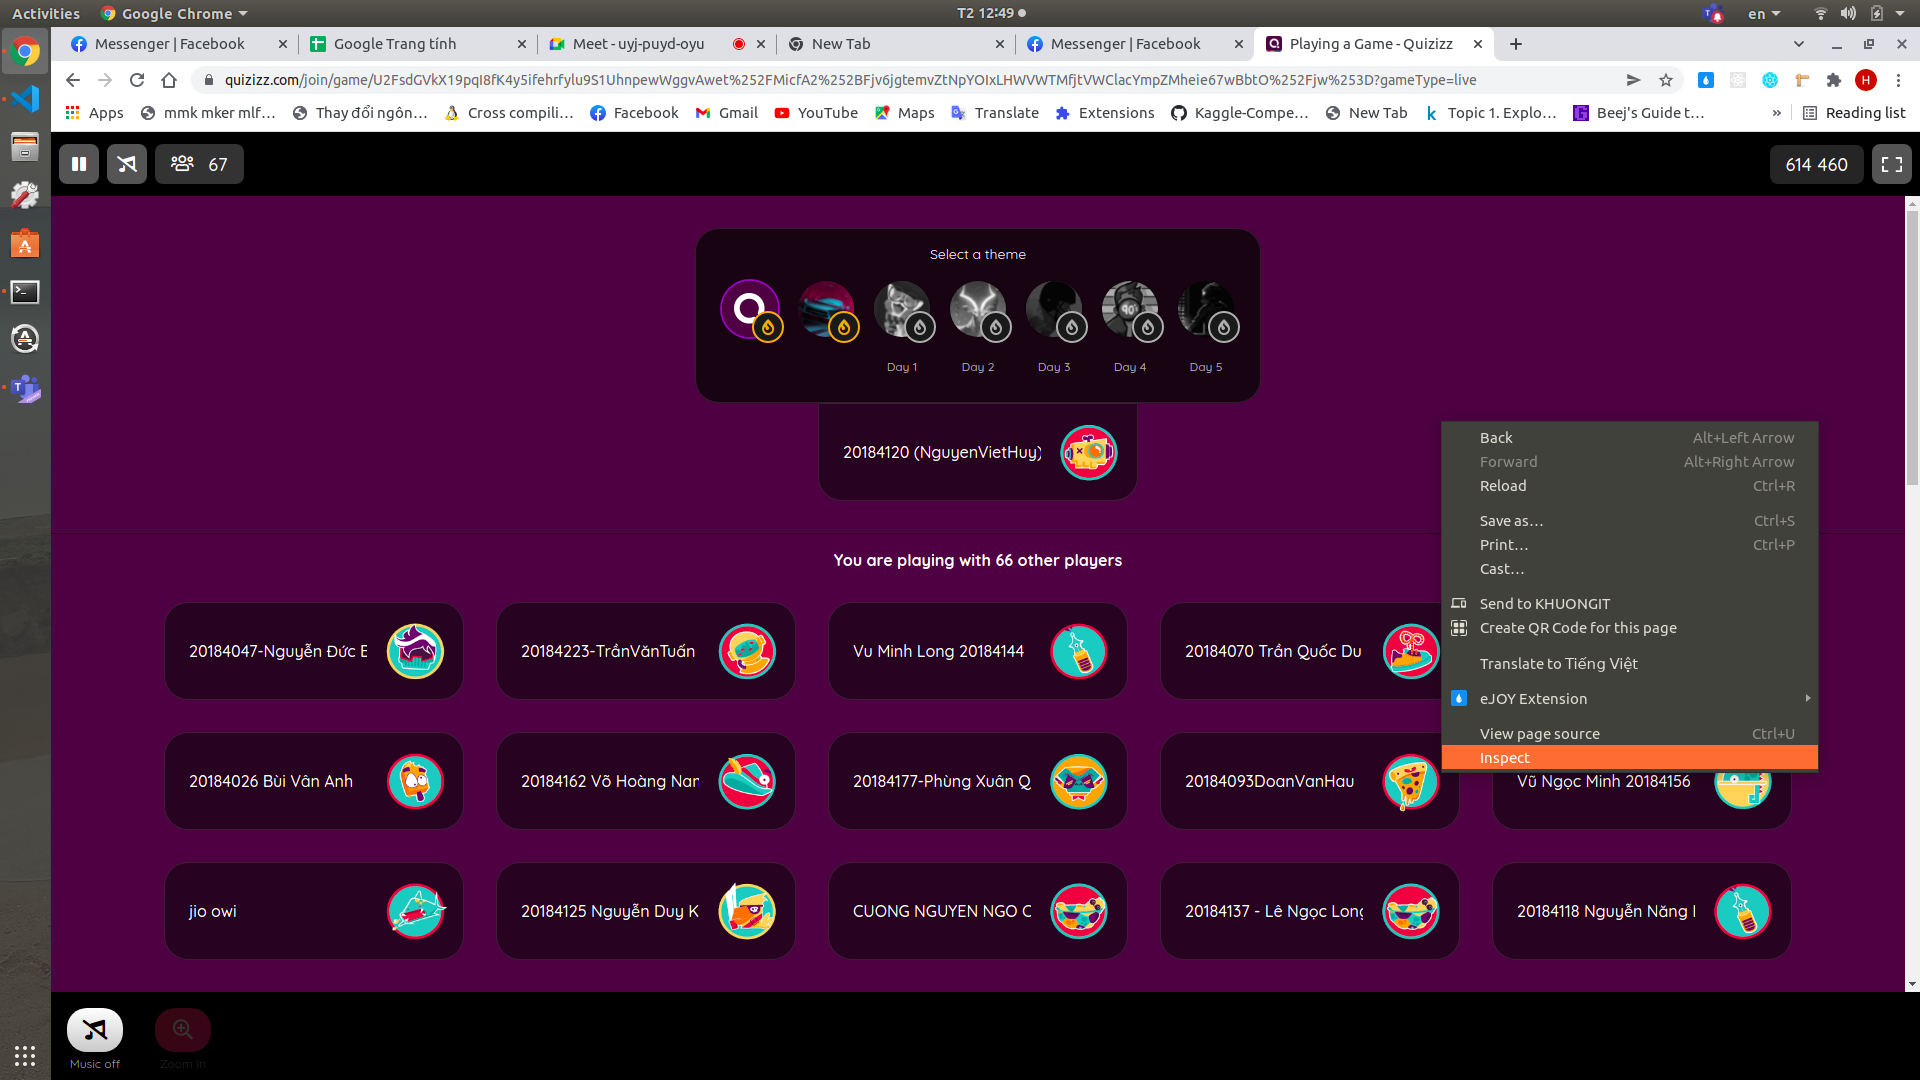 Activities Google Chrome T2 12:49 en
Messenger | Facebook Google Trang tính Meet - uyj-puyd-oyu New Tab Messenger | Facebook Playing a Game - Quizizz
quizizz.com/join/game/U2FsdGVkX19pqI8fK4y5ifehrfylu9S1UhnpewWggvAwet%252FMicfA2%252BFjv6jgtemvZtNpYOIxLHWVWTMfjtVWClacYmpZMheie67wBbtO%252Fjw%253D?gameType=live H
Apps mmk mker mlf… Thay đổi ngôn… Cross compili… Facebook Gmail YouTube Maps Translate Extensions Kaggle-Compe… New Tab Topic 1. Explo… Beej's Guide t… » Reading list
67 614 460
Select a theme
90'
Day 1 Day 2 Day 3 Day 4 Day 5
20184120 (NguyenVietHuy)
Back Alt+Left Arrow
Forward Alt+Right Arrow
Reload Ctrl+R
Save as… Ctrl+S
Print… Ctrl+P
Cast…
Send to KHUONGIT
Create QR Code for this page
Translate to Tiếng Việt
eJOY Extension
View page source Ctrl+U
Inspect
You are playing with 66 other players
20184047-Nguyễn Đức 20184223-TrầnVănTuấn Vu Minh Long 20184144 20184070 Trần Quốc Du
20184026 Bùi Vân Anh 20184162 Võ Hoàng Nar 20184177-Phùng Xuân Q 20184093DoanVanHau Vũ Ngọc Minh 20184156
jio owi 20184125 Nguyễn Duy K CUONG NGUYEN NGO C 20184137 - Lê Ngọc Long 20184118 Nguyễn Năng
Music off Zoom in